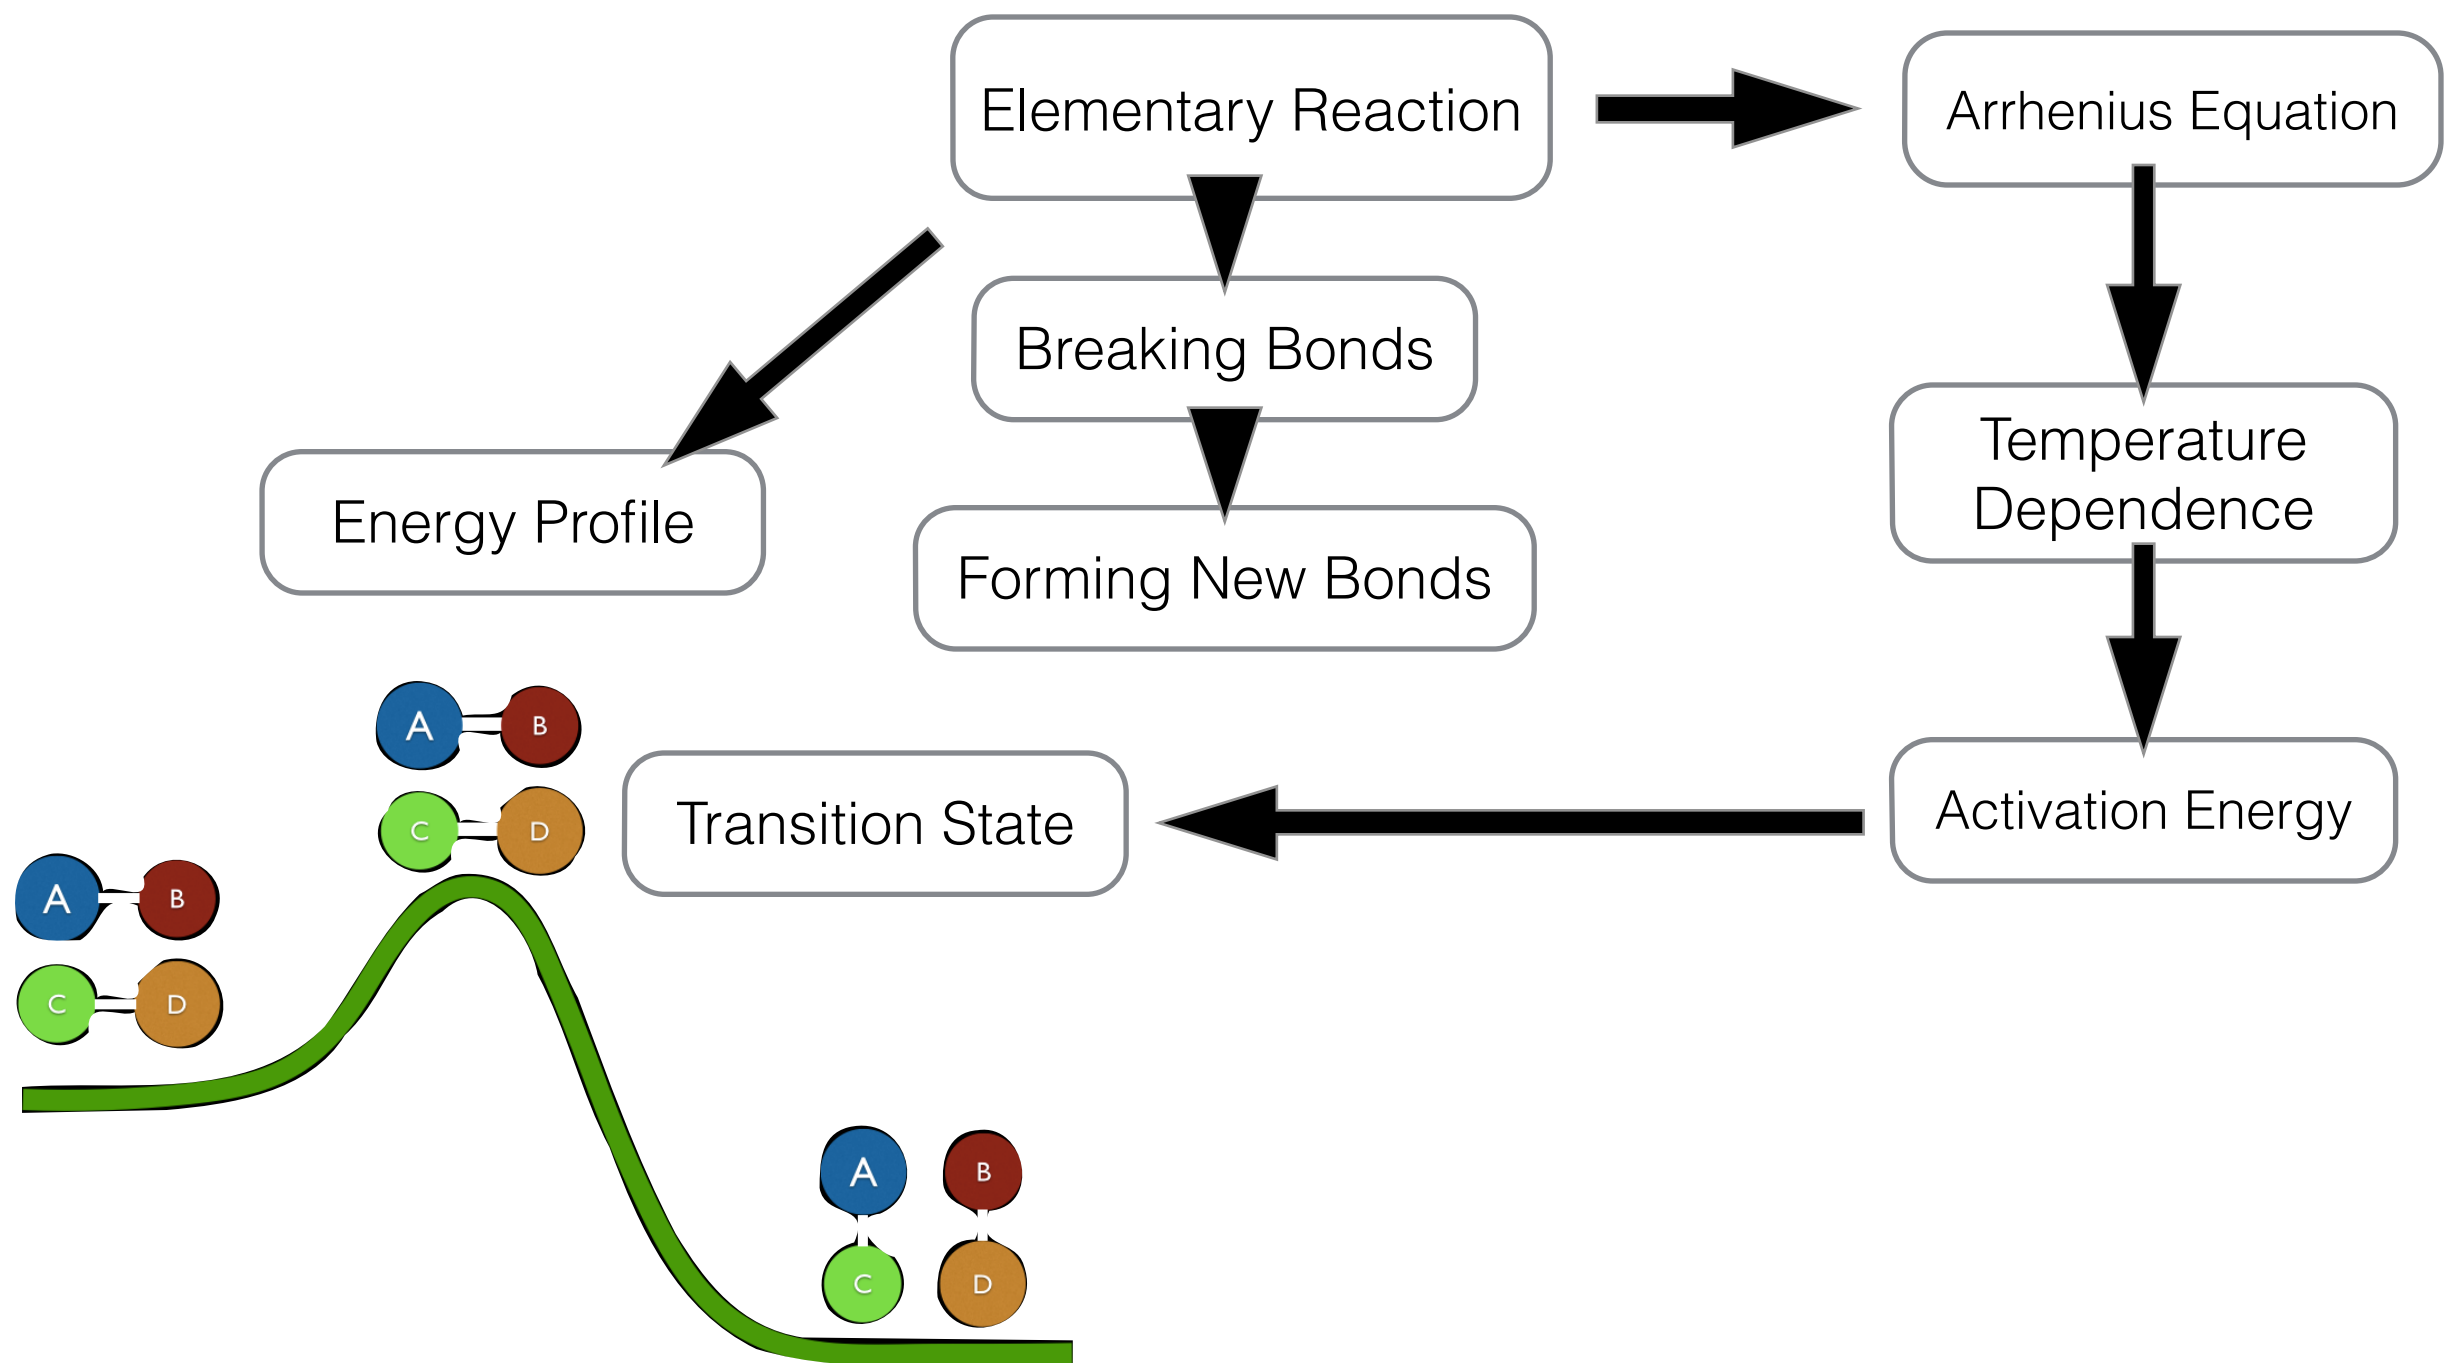 Elementary Reaction
Arrhenius Equation
Breaking Bonds
Temperature
Dependence
Energy Profile
Forming New Bonds
Transition State
Activation Energy
A B
C D
A B
C D
A B
C D